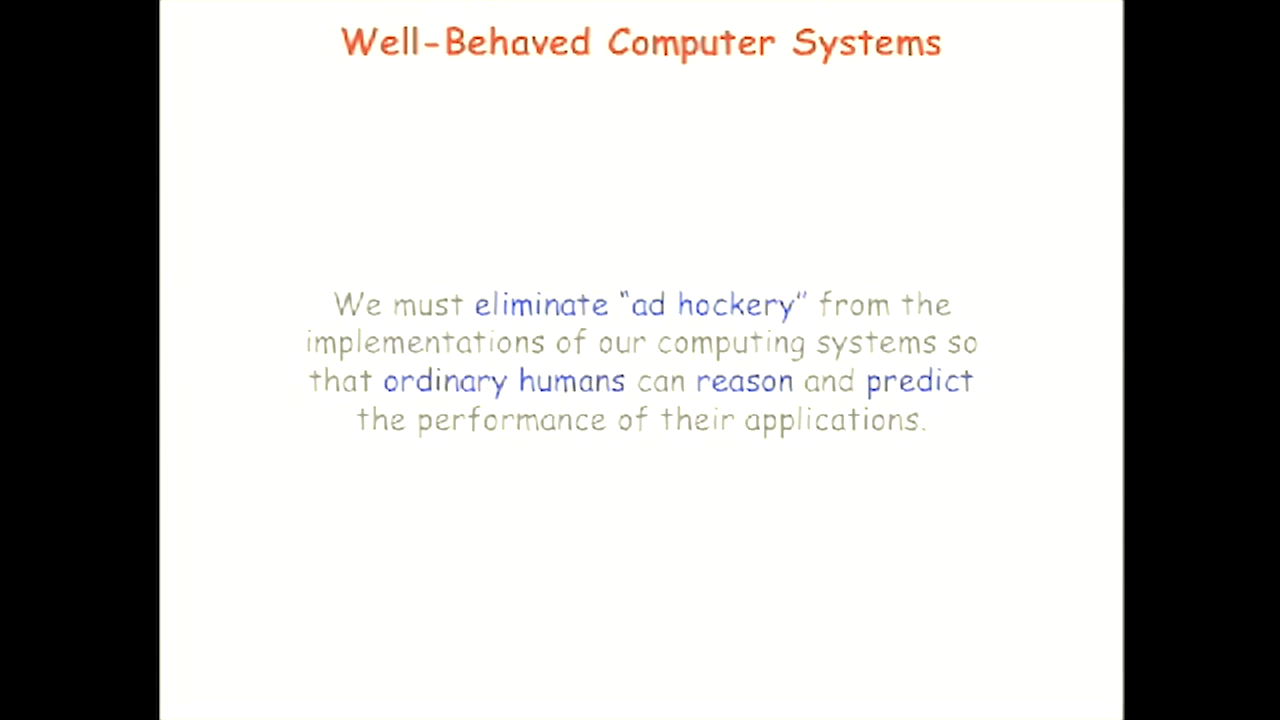 Well-Behaved Computer Systems
We must eliminate “ad hockery” from the
implementations of our computing systems so
that ordinary humans can reason and predict
the performance of their applications.